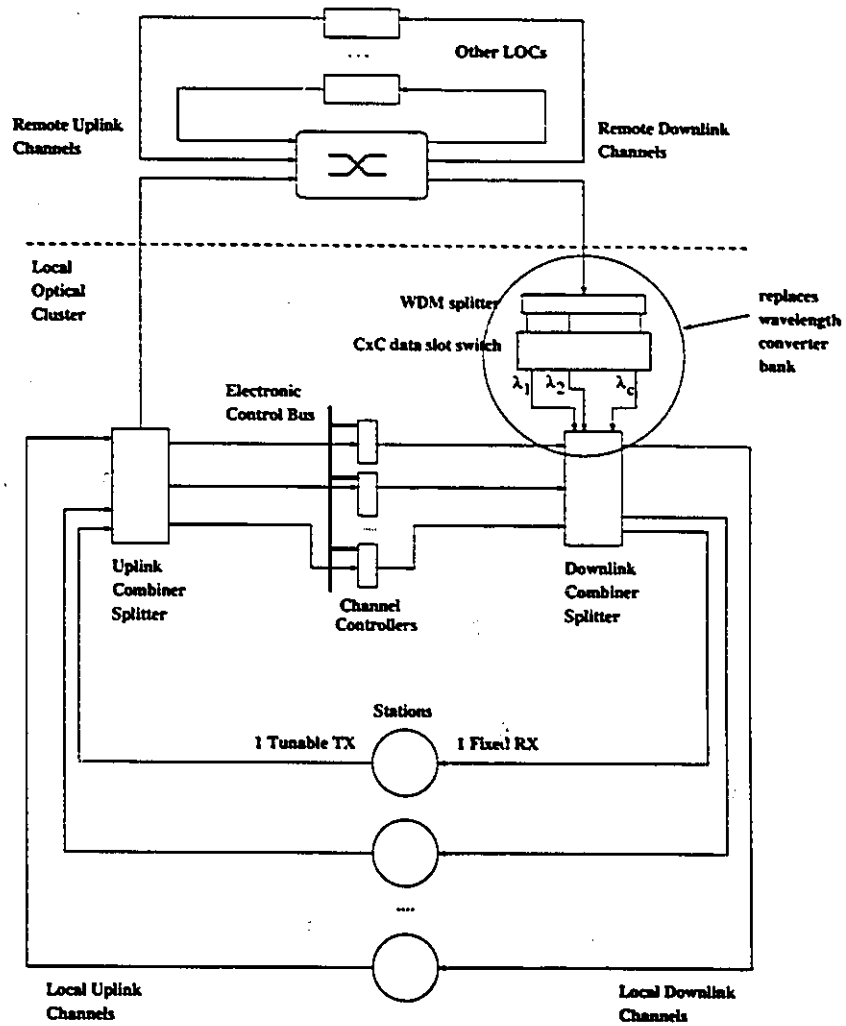 Other LOCs
...
Remote Uplink
Channels
Remote Downlink
Channels
Local
Optical
Cluster
WDM splitter
CxC data slot switch
replaces
wavelength
converter
bank
λ1 λ2 λc
Electronic
Control Bus
Uplink
Combiner
Splitter
Channel
Controllers
Downlink
Combiner
Splitter
Stations
1 Tunable TX
1 Fixed RX
....
Local Uplink
Channels
Local Downlink
Channels